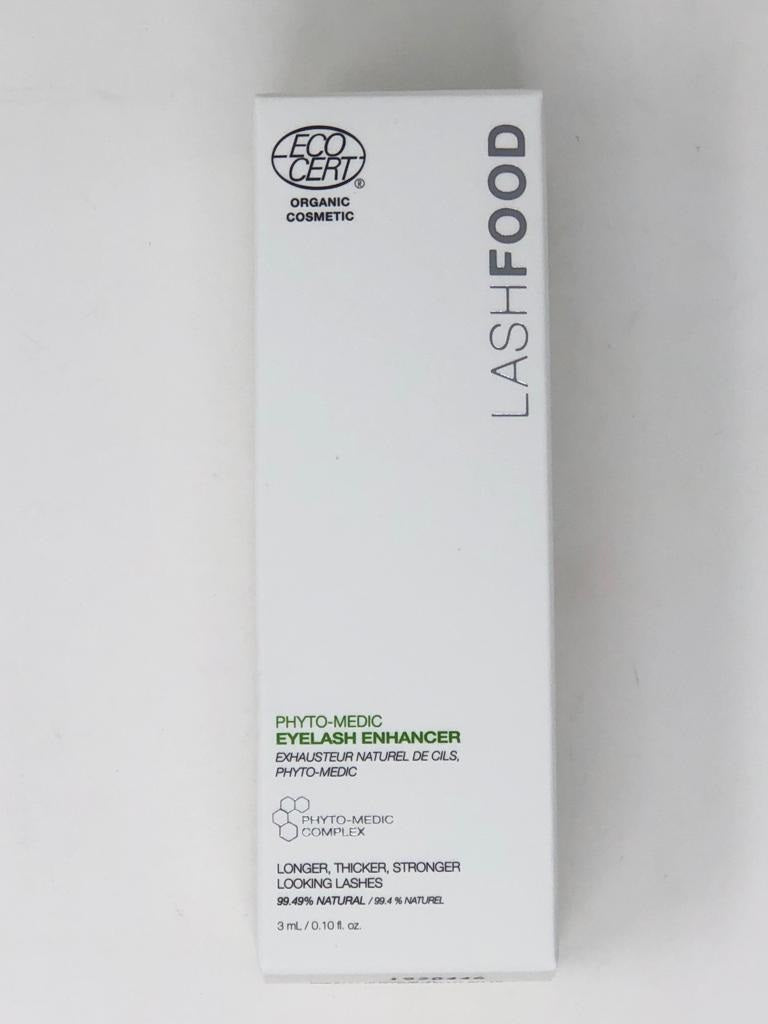 ECO
CERT
®
ORGANIC
COSMETIC
LASHFOOD
PHYTO-MEDIC
EYELASH ENHANCER
EXHAUSTEUR NATUREL DE CILS,
PHYTO-MEDIC
PHYTO-MEDIC
COMPLEX
LONGER, THICKER, STRONGER
LOOKING LASHES
99.49% NATURAL / 99.4 % NATUREL
3 mL / 0.10 fl. oz.